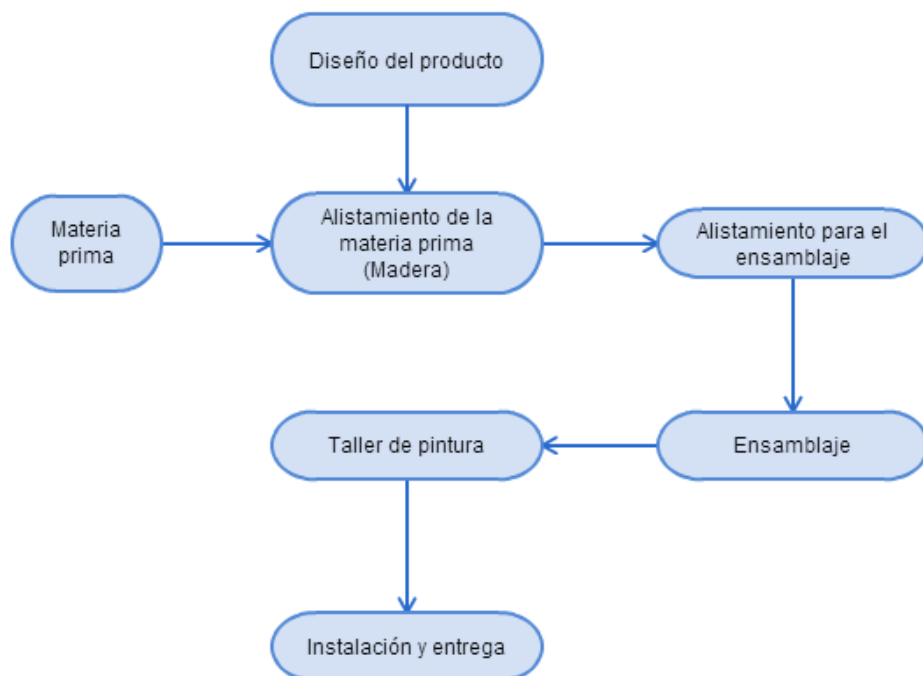 Diseño del producto
Materia
prima
Alistamiento de la
materia prima
(Madera)
Alistamiento para el
ensamblaje
Taller de pintura
Ensamblaje
Instalación y entrega